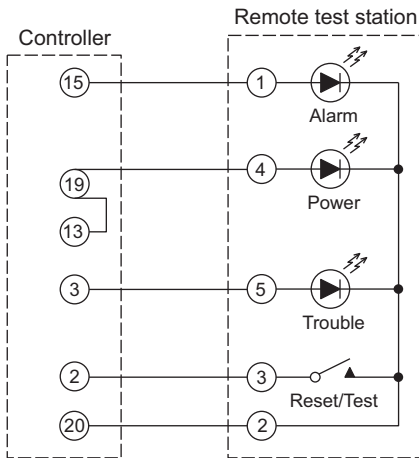 Remote test station
Controller
15
1
Alarm
19
4
Power
13
3
5
Trouble
2
3
Reset/Test
20
2